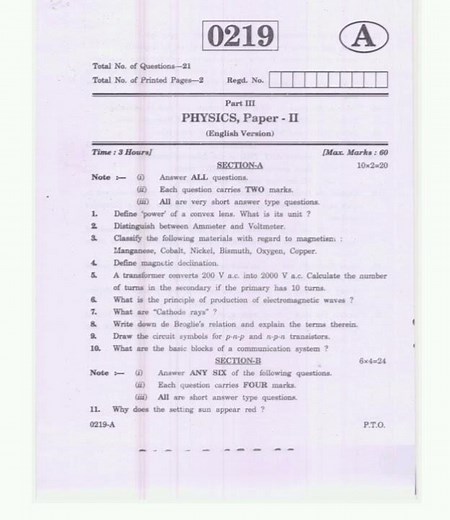 0219
A
Total No. of Questions—21
Total No. of Printed Pages—2
Regd. No.
Part III
PHYSICS, Paper - II
(English Version)
Time : 3 Hours] [Max. Marks : 60
SECTION-A 10×2=20
Note :— (i) Answer ALL questions.
(ii) Each question carries TWO marks.
(iii) All are very short answer type questions.
1. Define 'power' of a convex lens. What is its unit ?
2. Distinguish between Ammeter and Voltmeter.
3. Classify the following materials with regard to magnetism :
Manganese, Cobalt, Nickel, Bismuth, Oxygen, Copper.
4. Define magnetic declination.
5. A transformer converts 200 V a.c. into 2000 V a.c. Calculate the number
of turns in the secondary if the primary has 10 turns.
6. What is the principle of production of electromagnetic waves ?
7. What are "Cathode rays" ?
8. Write down de Broglie's relation and explain the terms therein.
9. Draw the circuit symbols for p-n-p and n-p-n transistors.
10. What are the basic blocks of a communication system ?
SECTION-B 6×4=24
Note :— (i) Answer ANY SIX of the following questions.
(ii) Each question carries FOUR marks.
(iii) All are short answer type questions.
11. Why does the setting sun appear red ?
0219-A P.T.O.